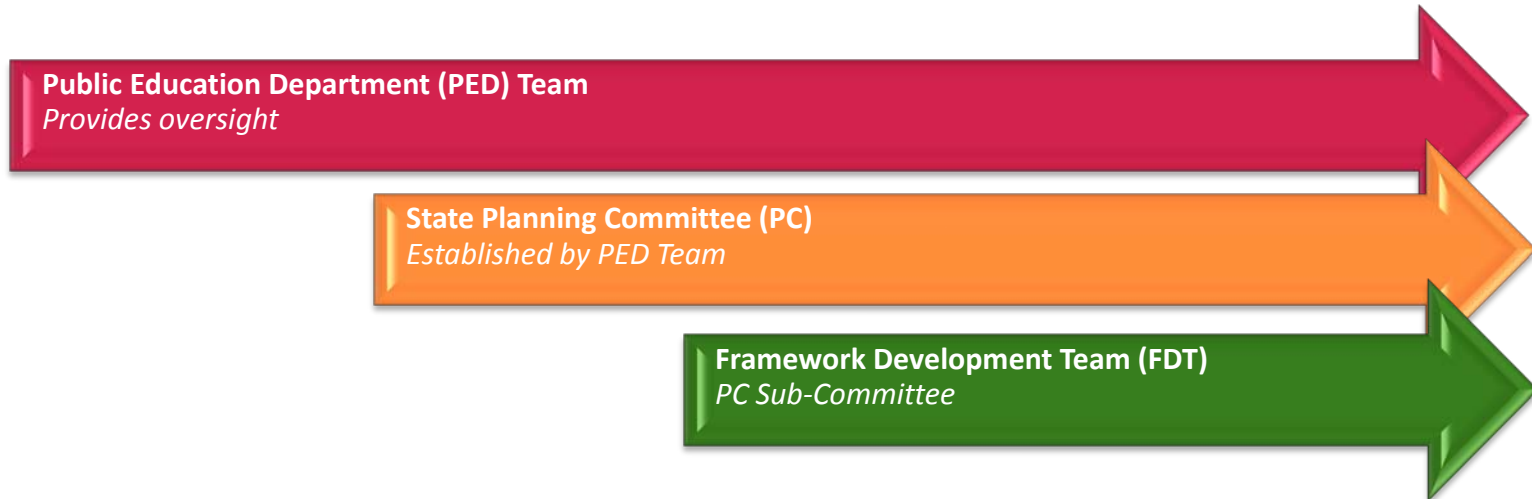 Public Education Department (PED) Team
Provides oversight
State Planning Committee (PC)
Established by PED Team
Framework Development Team (FDT)
PC Sub-Committee